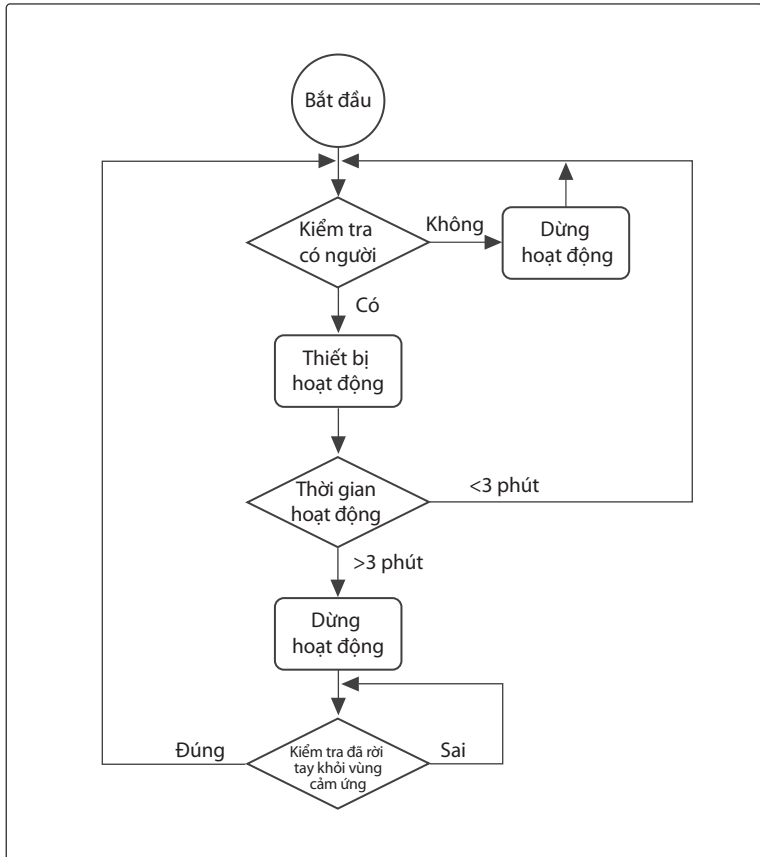 Bắt đầu
Kiểm tra
có người
Không
Dừng
hoạt động
Có
Thiết bị
hoạt động
Thời gian
hoạt động
<3 phút
>3 phút
Dừng
hoạt động
Đúng
Kiểm tra đã rời
tay khỏi vùng
cảm ứng
Sai